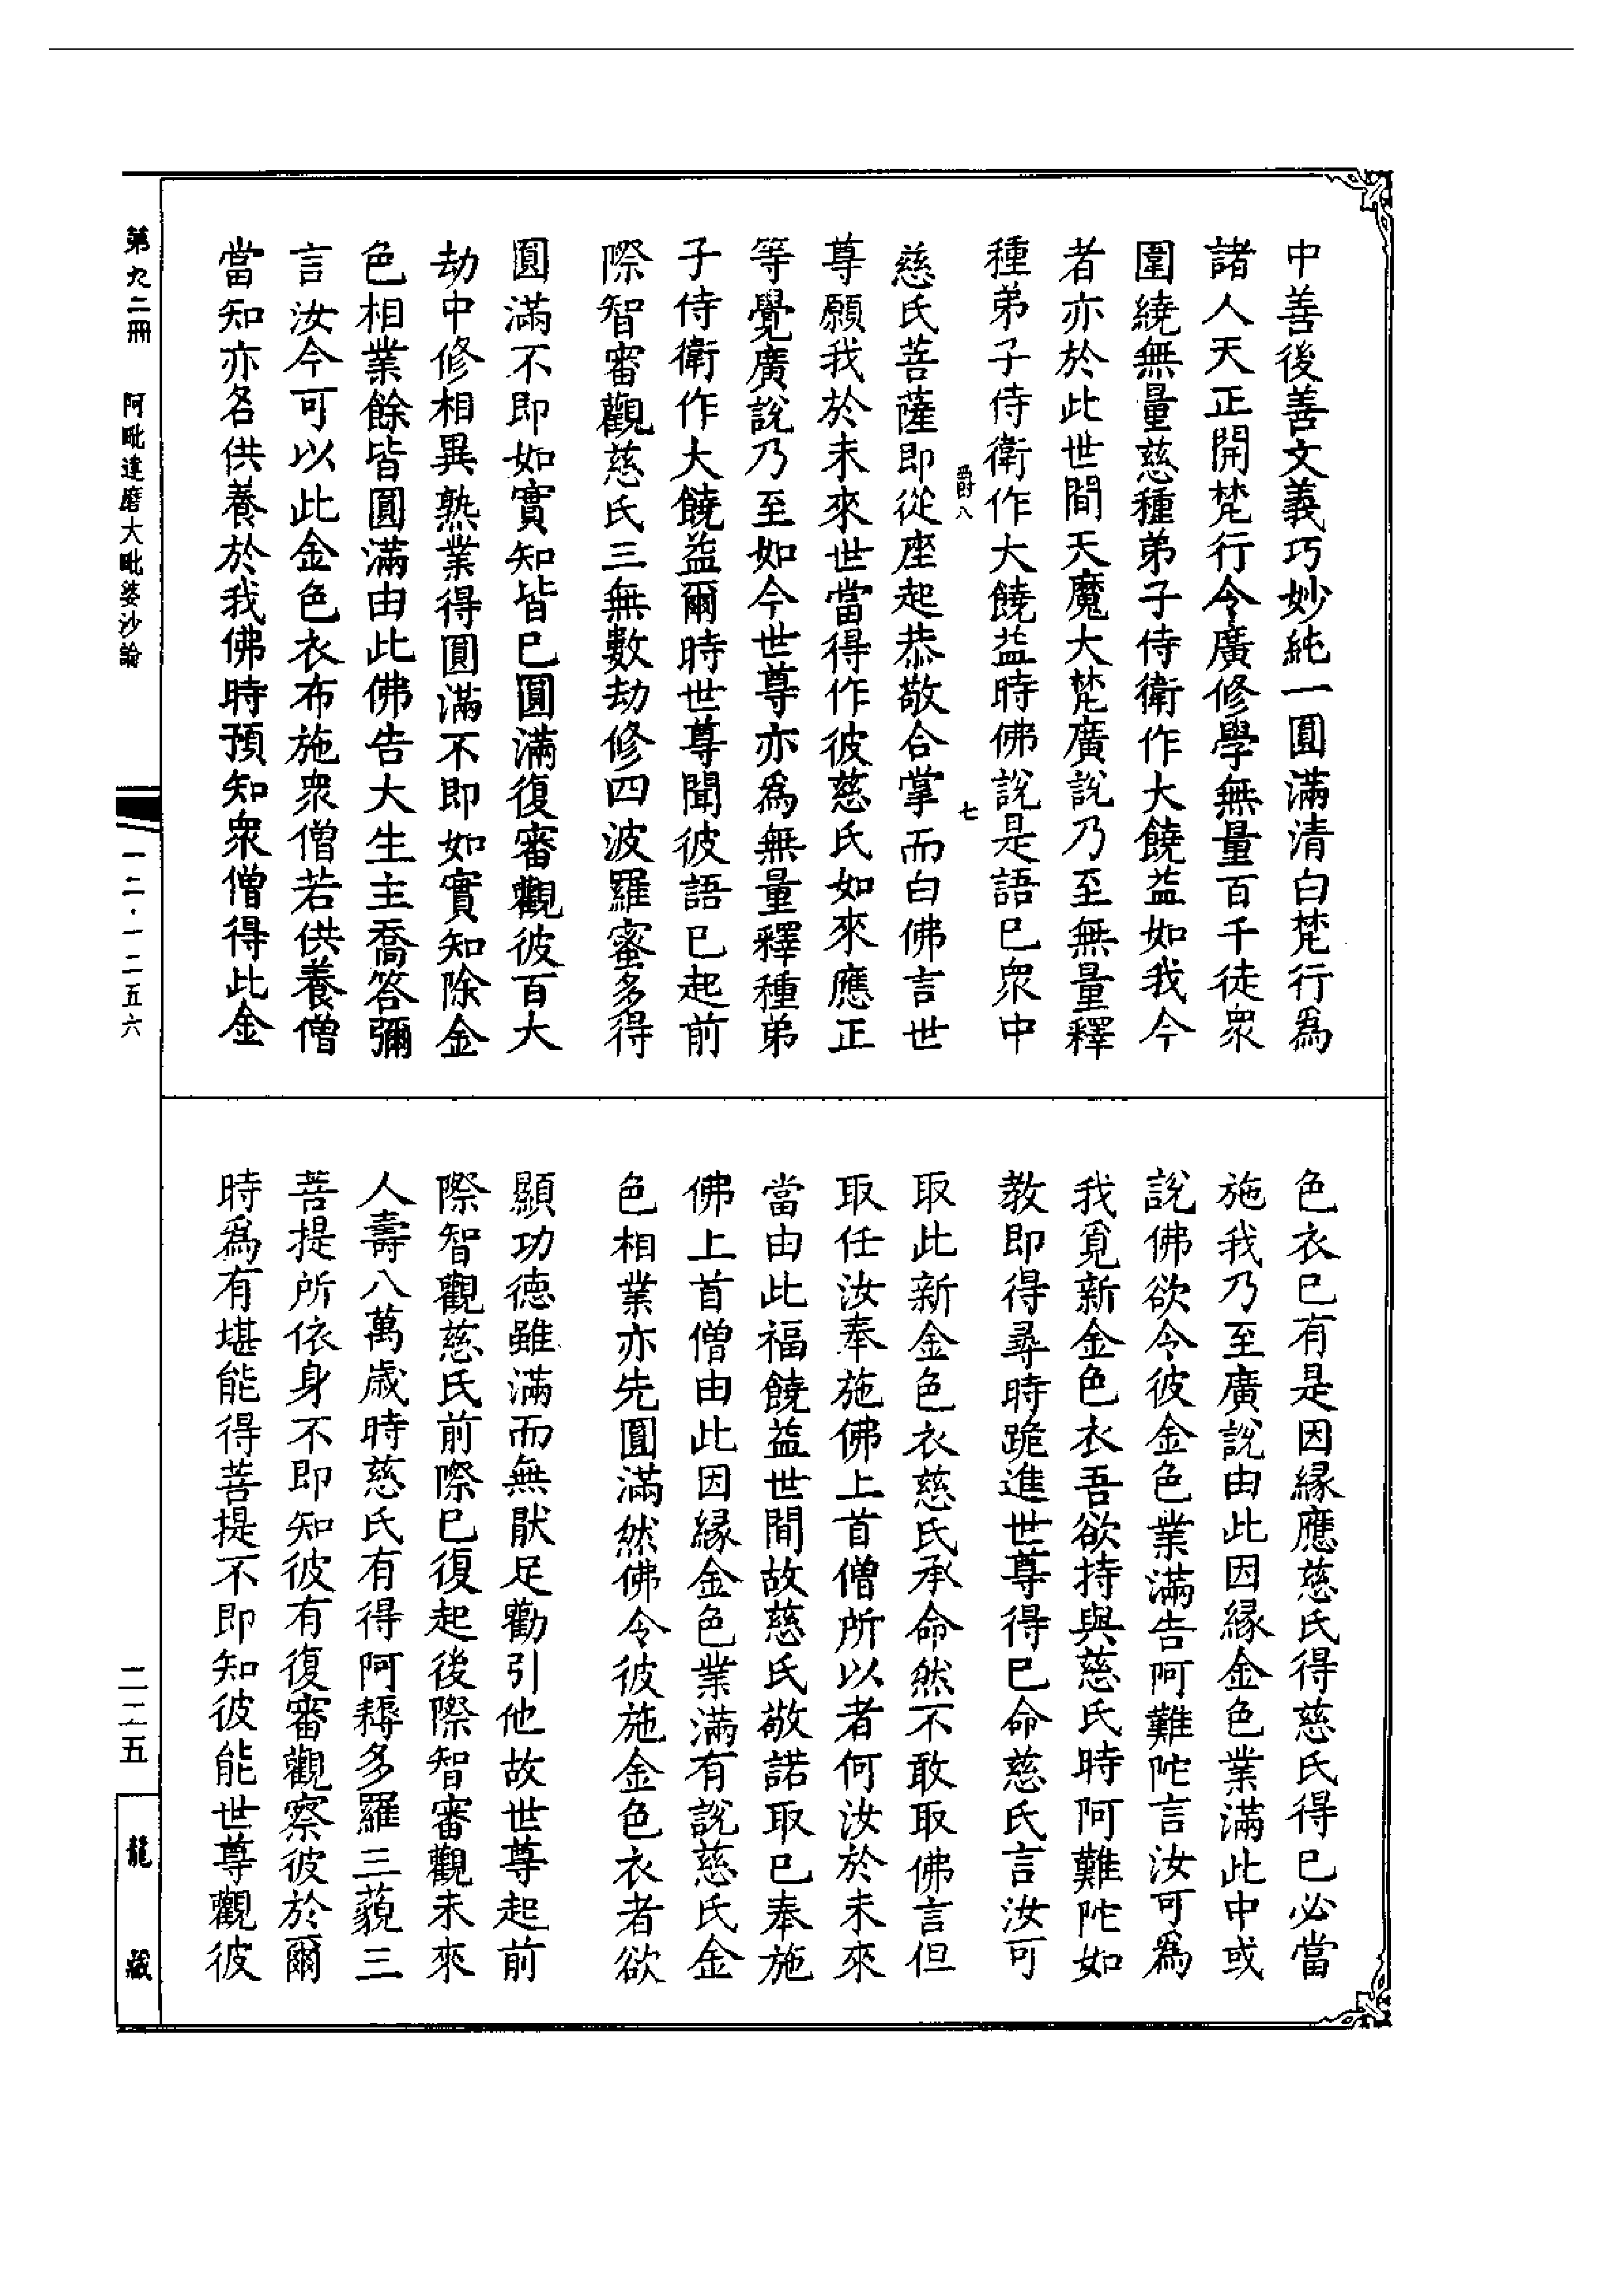 中善後善文義巧妙純一圓滿清白梵行爲
諸人天正開梵行令廣修學無量百千徒衆
圍繞無量慈種弟子侍衛作大饒益如我今
者亦於此世間天魔大梵廣說乃至無量釋
種弟子侍衛作大饒益時佛說是語已衆中
爵八
七
慈氏菩薩即從座起恭敬合掌而白佛言世
尊願我於未來世當得作彼慈氏如來應正
等覺廣說乃至如今世尊亦爲無量釋種弟
子侍衛作大饒益爾時世尊聞彼語已起前
際智審觀慈氏三無數劫修四波羅蜜多得
圓滿不即如實知皆已圓滿復審觀彼百大
劫中修相異熟業得圓滿不即如實知除金
色相業餘皆圓滿由此佛告大生主喬答彌
言汝今可以此金色衣布施衆僧若供養僧
當知亦名供養於我佛時預知衆僧得此金
色衣已有是因緣應慈氏得慈氏得已必當
施我乃至廣說由此因緣金色業滿此中或
說佛欲令彼金色業滿告阿難陀言汝可爲
我覓新金色衣吾欲持與慈氏時阿難陀如
教即得尋時跪進世尊得已命慈氏言汝可
取此新金色衣慈氏承命然不敢取佛言但
取任汝奉施佛上首僧所以者何汝於未來
當由此福饒益世間故慈氏敬諾取已奉施
佛上首僧由此因緣金色業滿有說慈氏金
色相業亦先圓滿然佛令彼施金色衣者欲
顯功德雖滿而無猒足勸引他故世尊起前
際智觀慈氏前際已復起後際智審觀未來
人壽八萬歲時慈氏有得阿耨多羅三藐三
菩提所依身不即知彼有復審觀察彼於爾
時爲有堪能得菩提不即知彼能世尊觀彼
第九二冊 阿毗達磨大毗婆沙論
一二·一二五六
二二五
龍藏